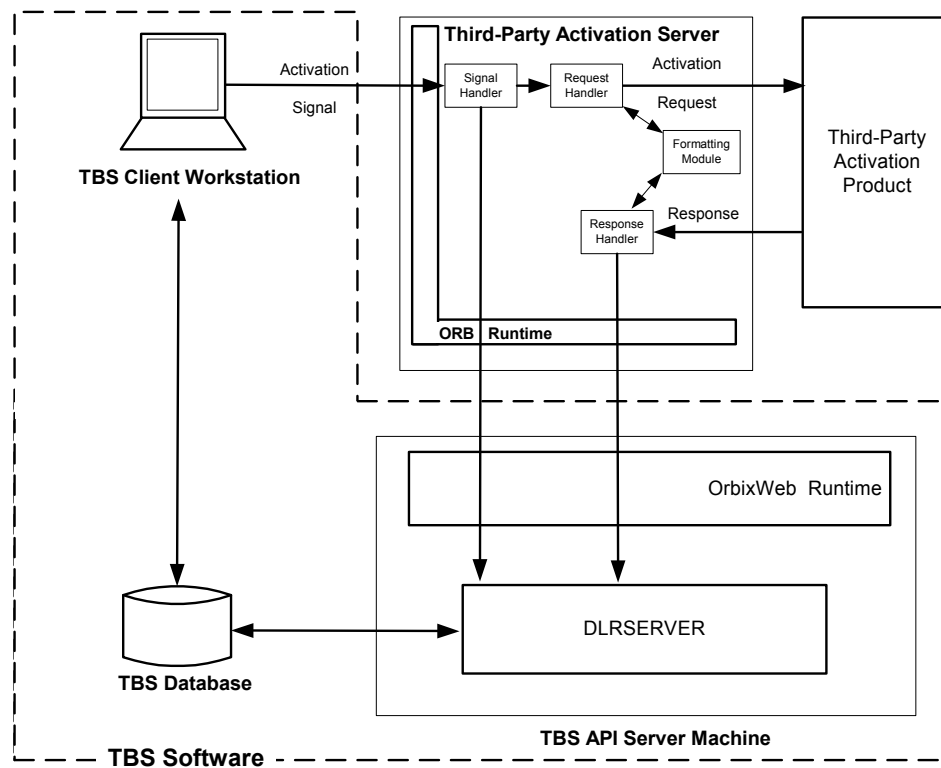 Third-Party Activation Server
Activation
Signal
Signal
Handler
Request
Handler
Activation
Request
Formatting
Module
Third-Party
Activation
Product
TBS Client Workstation
Response
Response
Handler
ORB Runtime
OrbixWeb Runtime
DLRSERVER
TBS Database
TBS API Server Machine
TBS Software